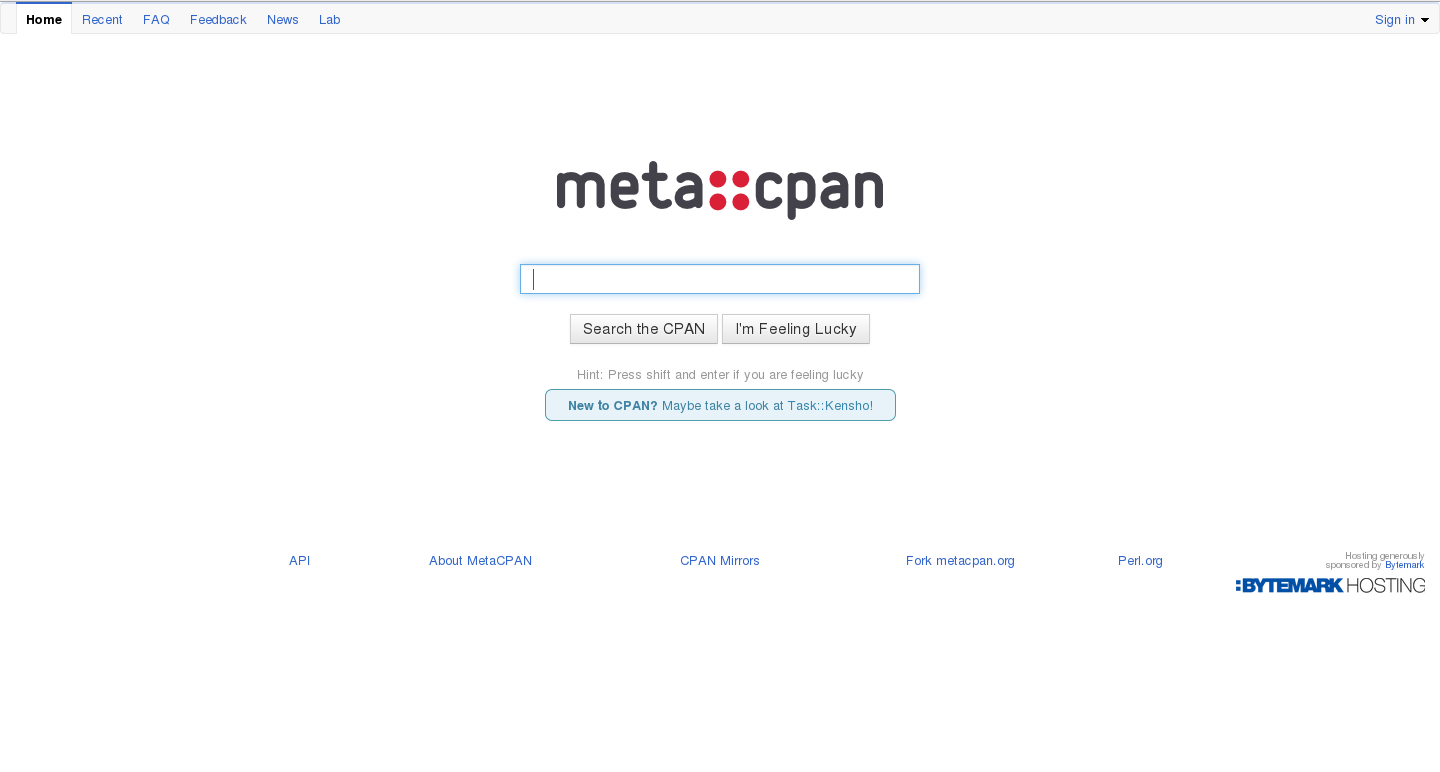 Home Recent FAQ Feedback News Lab Sign in
meta::cpan
Search the CPAN I'm Feeling Lucky
Hint: Press shift and enter if you are feeling lucky
New to CPAN? Maybe take a look at Task::Kensho!
API About MetaCPAN CPAN Mirrors Fork metacpan.org Perl.org
Hosting generously
sponsored by Bytemark
:BYTEMARK HOSTING